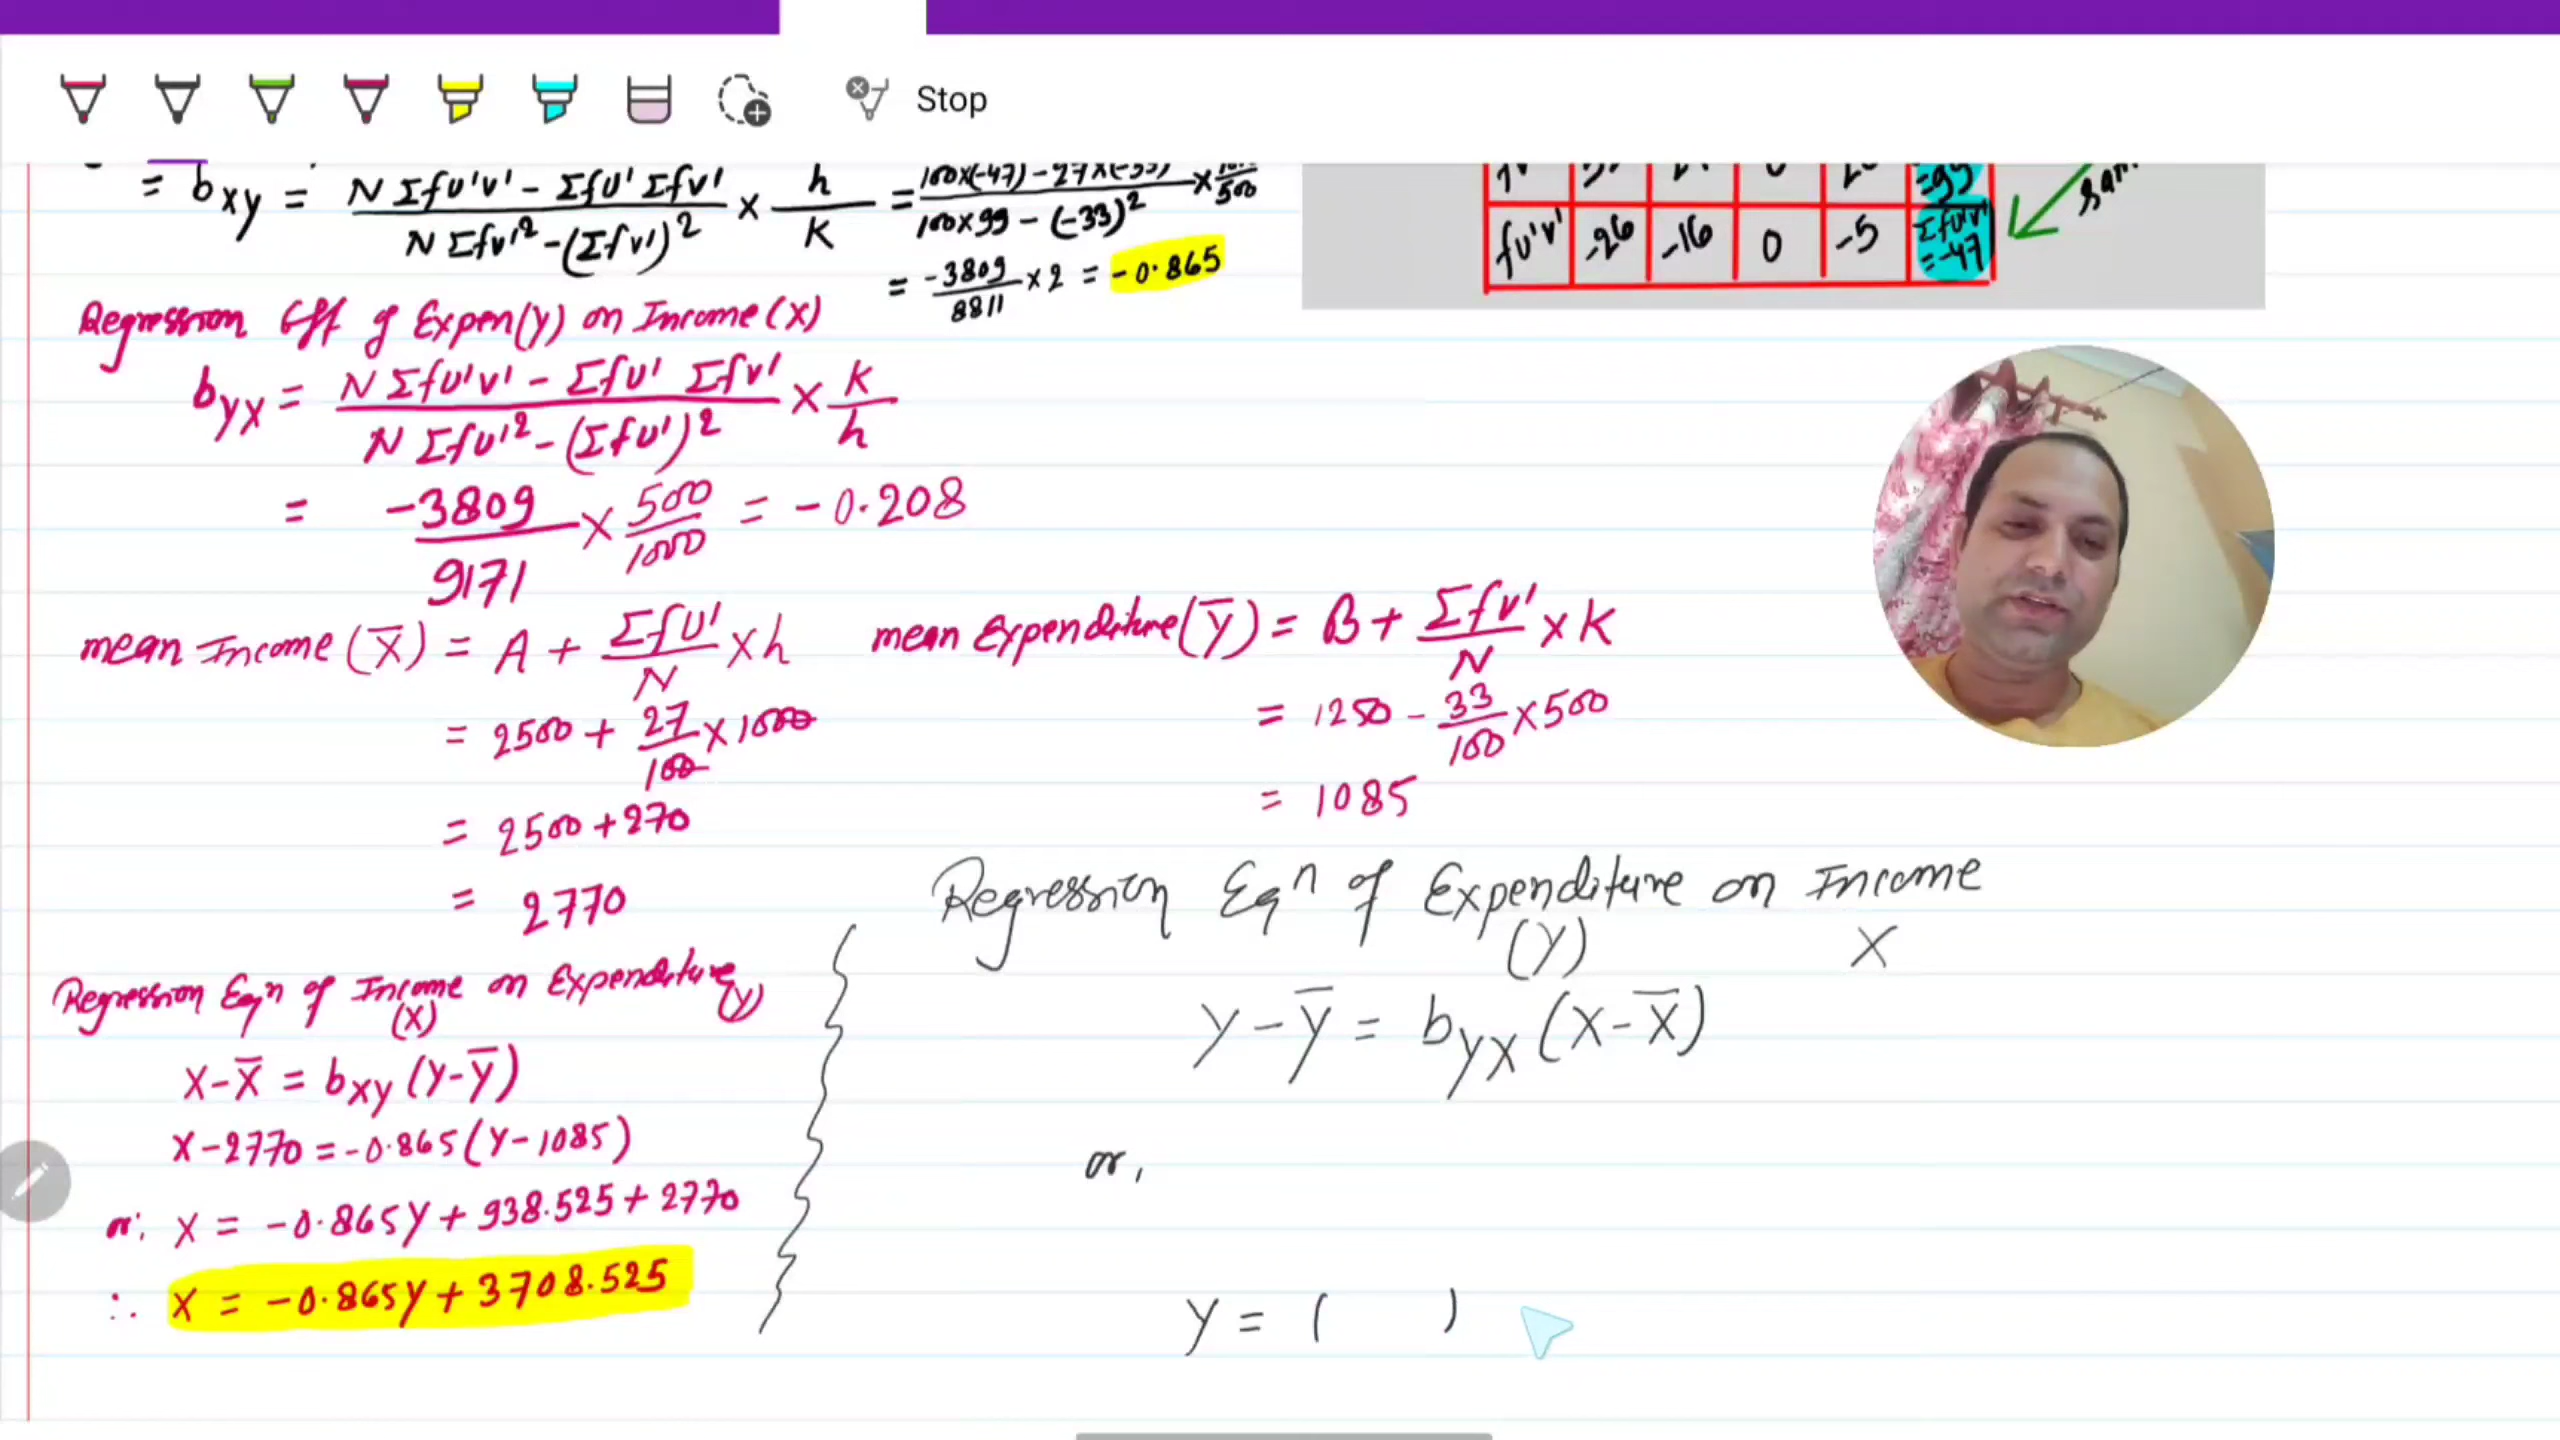 Stop
= bxy = NΣfu'v' - Σfu' Σfv' / NΣfv'² - (Σfv')² × h/K = 100×(-47) - 27×(-33) / 100×99 - (-33)² × /500
= -3809/8811 × 2 = -0.865
=99
fu'v' -26 -16 0 -5 Σfu'v' =-47
Regression Coff of Expen(y) on Income(x)
byx = NΣfu'v' - Σfu' Σfv' / NΣfu'² - (Σfu')² × K/h
= -3809/9171 × 500/1000 = -0.208
mean Income (X̅) = A + Σfu'/N × h
= 2500 + 27/100 × 1000
= 2500 + 270
= 2770
mean Expenditure (Y̅) = B + Σfv'/N × K
= 1250 - 33/100 × 500
= 1085
Regression Eqⁿ of Income on Expenditure
(X) (y)
X - X̅ = bxy (y - y̅)
X - 2770 = -0.865 (Y - 1085)
or, X = -0.865Y + 938.525 + 2770
∴ X = -0.865Y + 3708.525
Regression Eqⁿ of Expenditure on Income
(Y) X
y - y̅ = byx (X - X̅)
or,
y = ( )